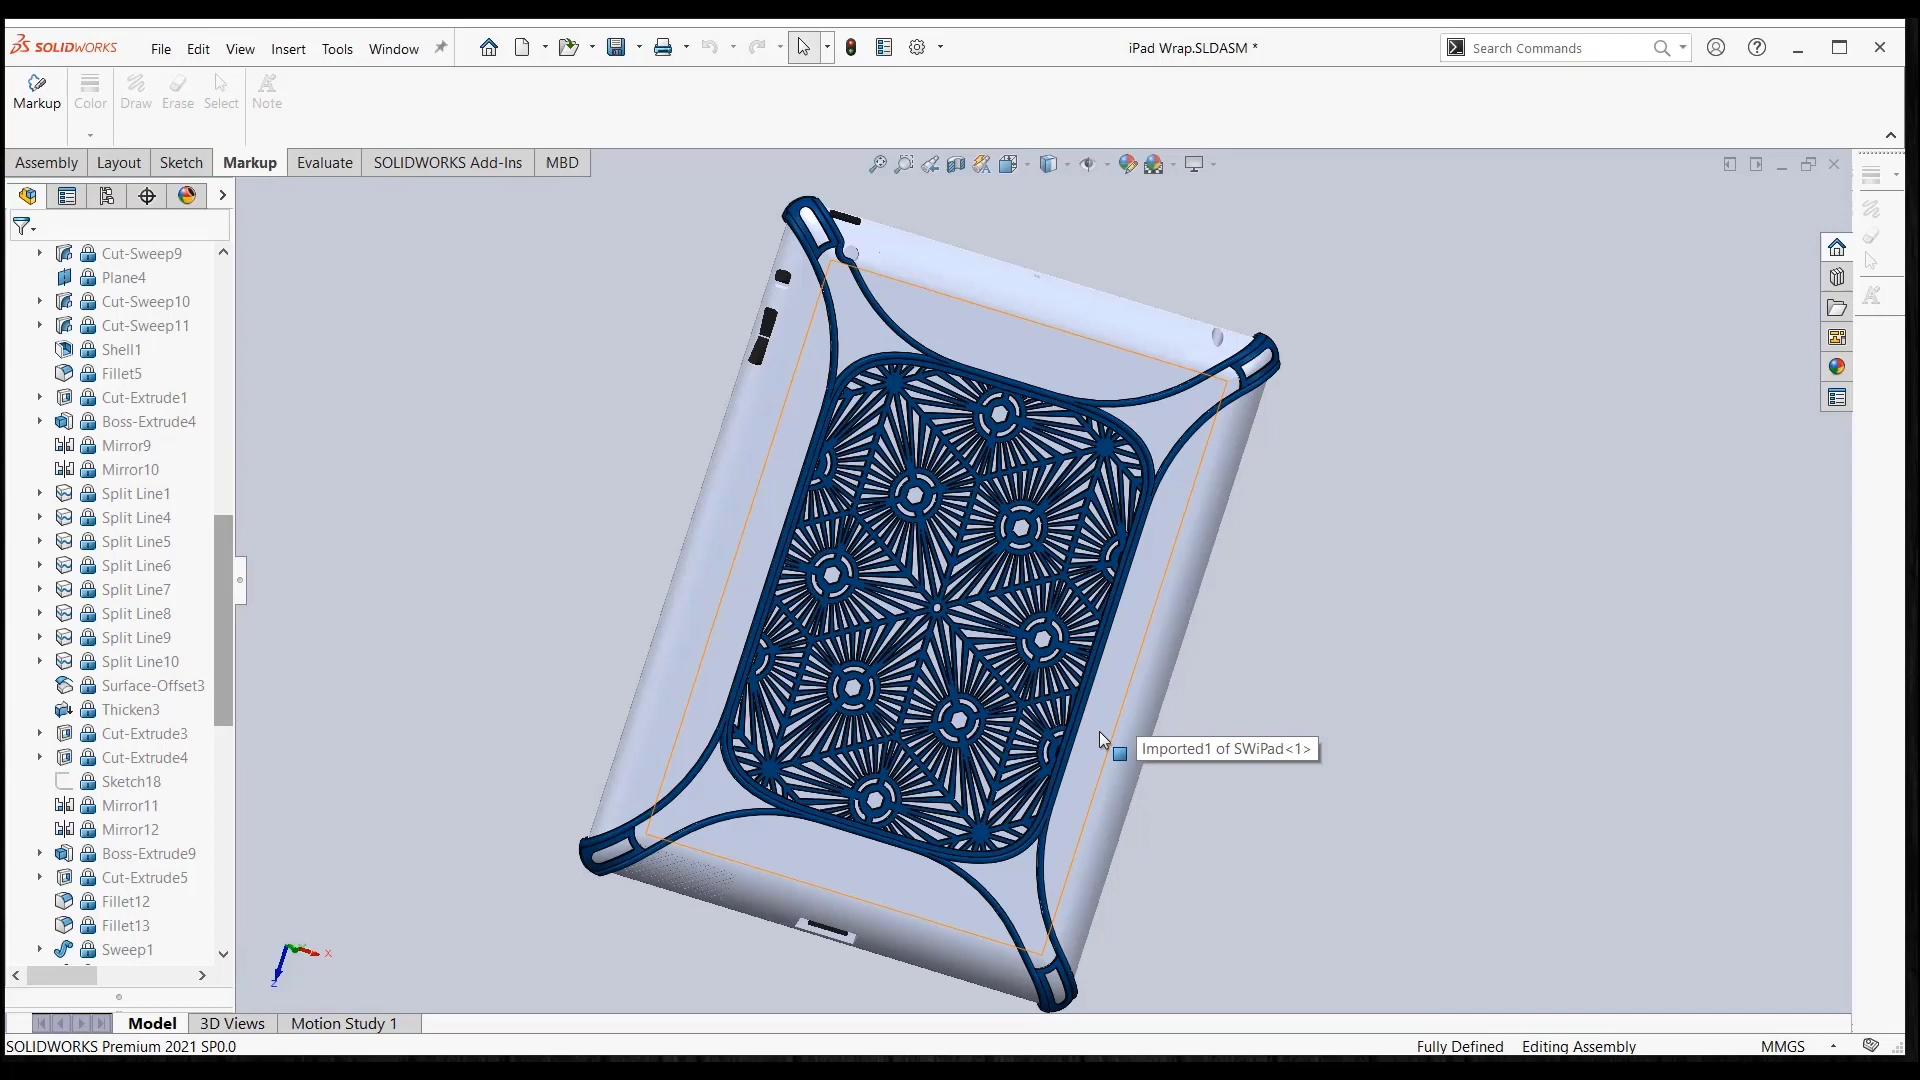 SOLIDWORKS File Edit View Insert Tools Window iPad Wrap.SLDASM * Search Commands
Markup Color Draw Erase Select Note
Assembly Layout Sketch Markup Evaluate SOLIDWORKS Add-Ins MBD
Cut-Sweep9
Plane4
Cut-Sweep10
Cut-Sweep11
Shell1
Fillet5
Cut-Extrude1
Boss-Extrude4
Mirror9
Mirror10
Split Line1
Split Line4
Split Line5
Split Line6
Split Line7
Split Line8
Split Line9
Split Line10
Surface-Offset3
Thicken3
Cut-Extrude3
Cut-Extrude4
Sketch18
Mirror11
Mirror12
Boss-Extrude9
Cut-Extrude5
Fillet12
Fillet13
Sweep1
Imported1 of SWiPad<1>
X
Z
Model 3D Views Motion Study 1
SOLIDWORKS Premium 2021 SP0.0 Fully Defined Editing Assembly MMGS